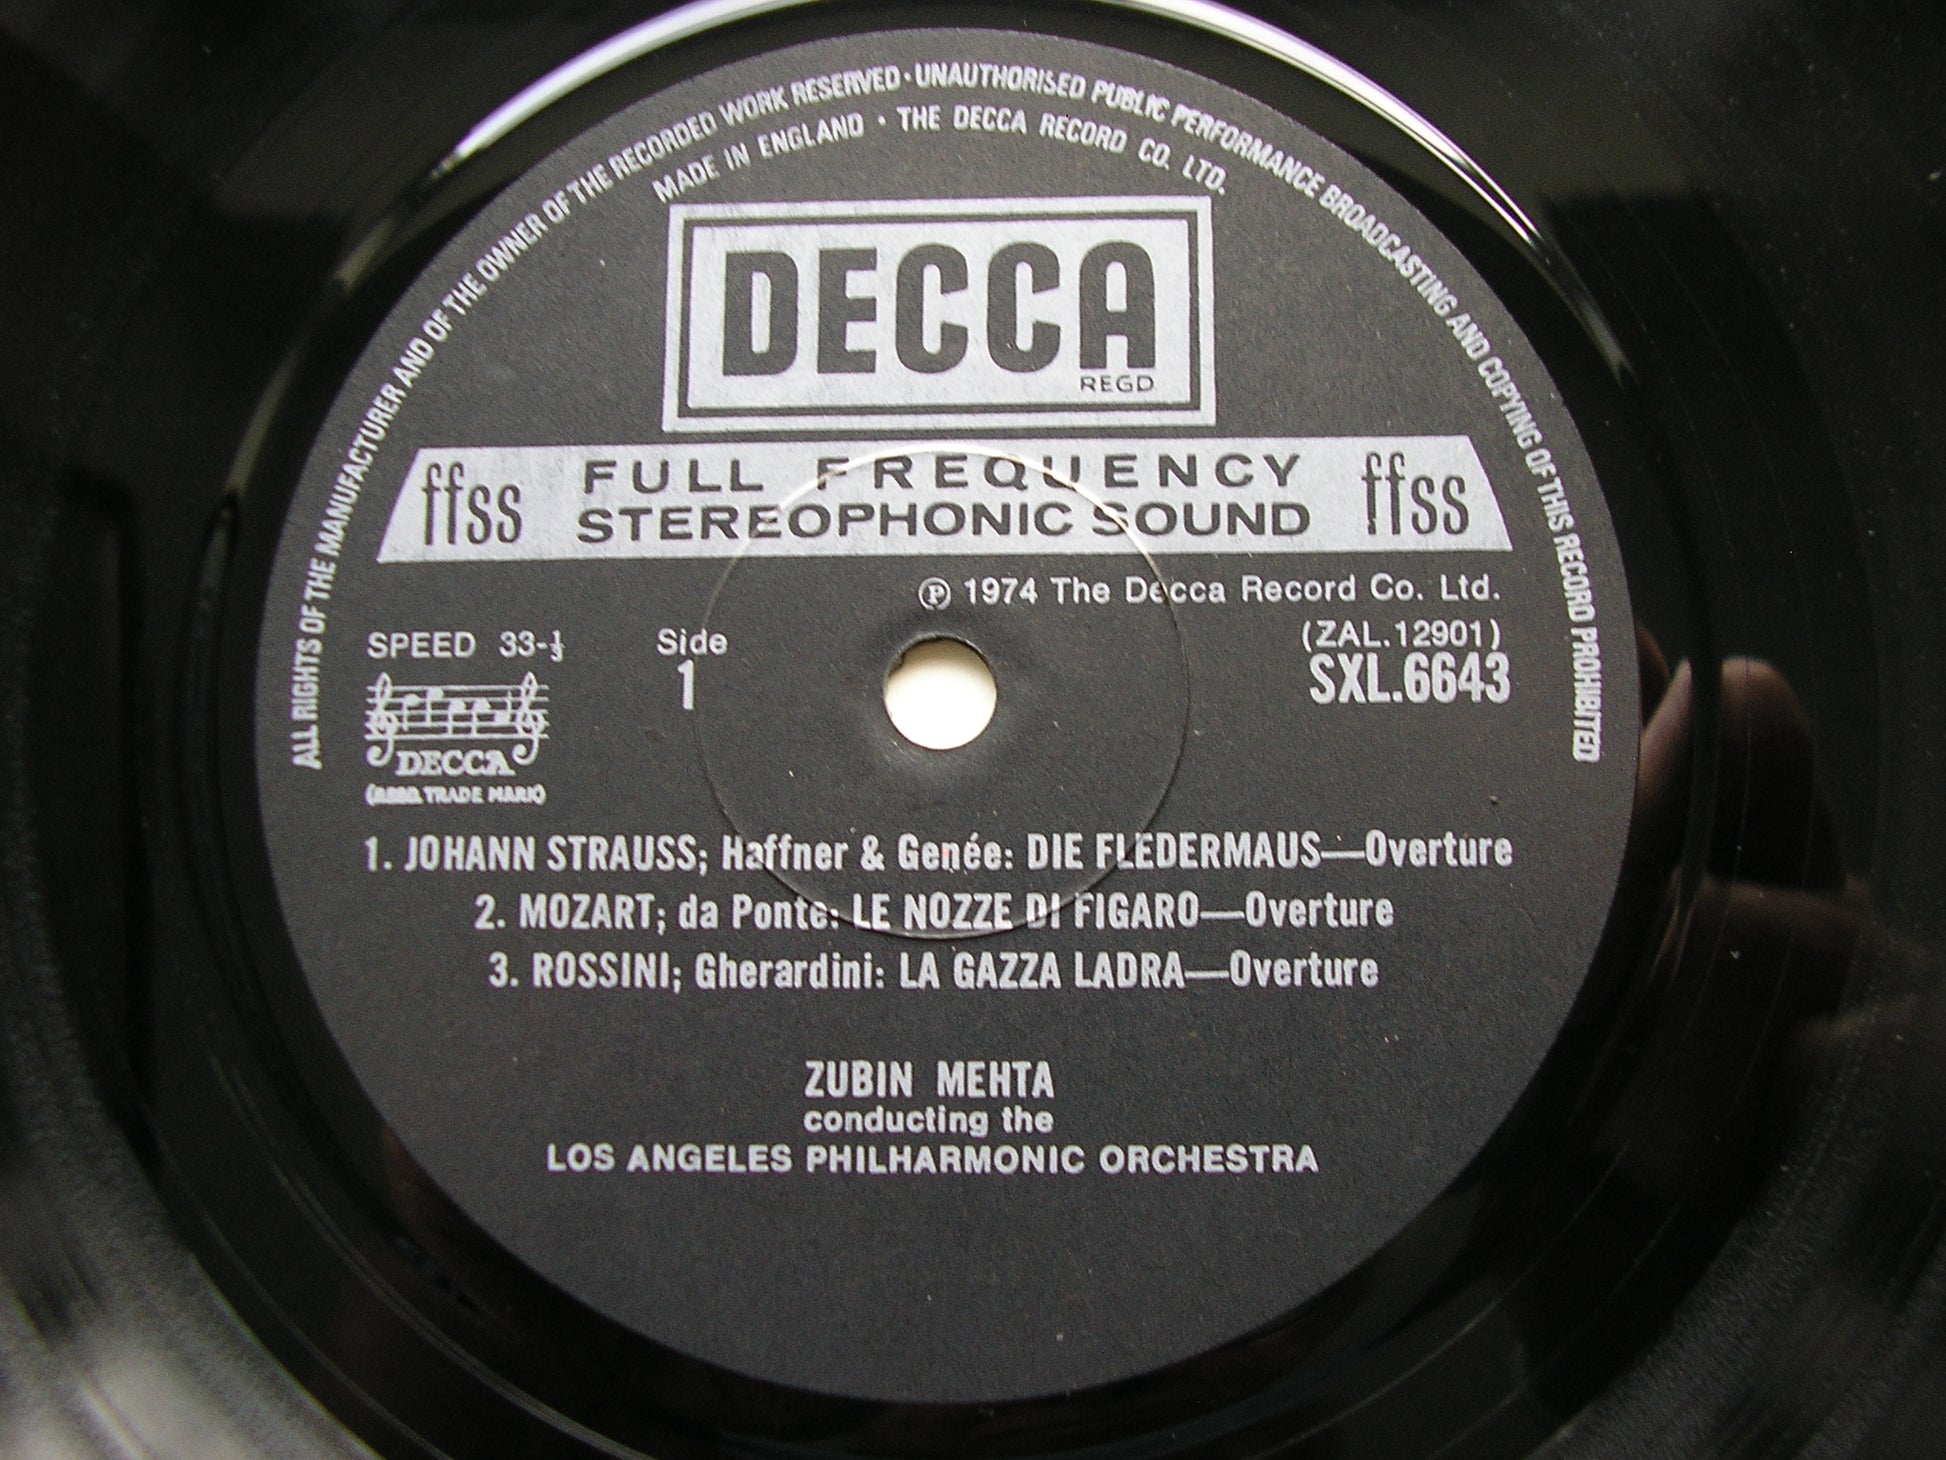 ALL RIGHTS OF THE MANUFACTURER AND OF THE OWNER OF THE RECORDED WORK RESERVED · UNAUTHORISED PUBLIC PERFORMANCE BROADCASTING AND COPYING OF THIS RECORD PROHIBITED
MADE IN ENGLAND · THE DECCA RECORD CO. LTD.
DECCA
REGD
ffss FULL FREQUENCY STEREOPHONIC SOUND ffss
℗ 1974 The Decca Record Co. Ltd.
SPEED 33-⅓ Side (ZAL.12901)
1 SXL.6643
DECCA
(REGD. TRADE MARK)
1. JOHANN STRAUSS; Haffner & Genée: DIE FLEDERMAUS—Overture
2. MOZART; da Ponte: LE NOZZE DI FIGARO—Overture
3. ROSSINI; Gherardini: LA GAZZA LADRA—Overture
ZUBIN MEHTA
conducting the
LOS ANGELES PHILHARMONIC ORCHESTRA